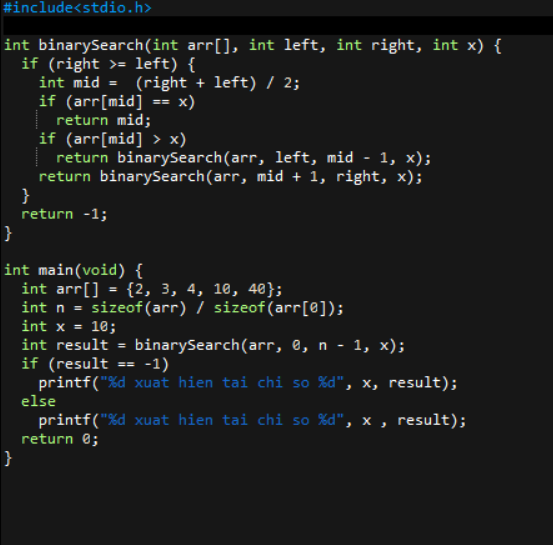 #include<stdio.h>
int binarySearch(int arr[], int left, int right, int x) {
if (right >= left) {
int mid =  (right + left) / 2;
if (arr[mid] == x)
return mid;
if (arr[mid] > x)
return binarySearch(arr, left, mid - 1, x);
return binarySearch(arr, mid + 1, right, x);
}
return -1;
}
int main(void) {
int arr[] = {2, 3, 4, 10, 40};
int n = sizeof(arr) / sizeof(arr[0]);
int x = 10;
int result = binarySearch(arr, 0, n - 1, x);
if (result == -1)
printf("%d xuat hien tai chi so %d", x, result);
else
printf("%d xuat hien tai chi so %d", x , result);
return 0;
}